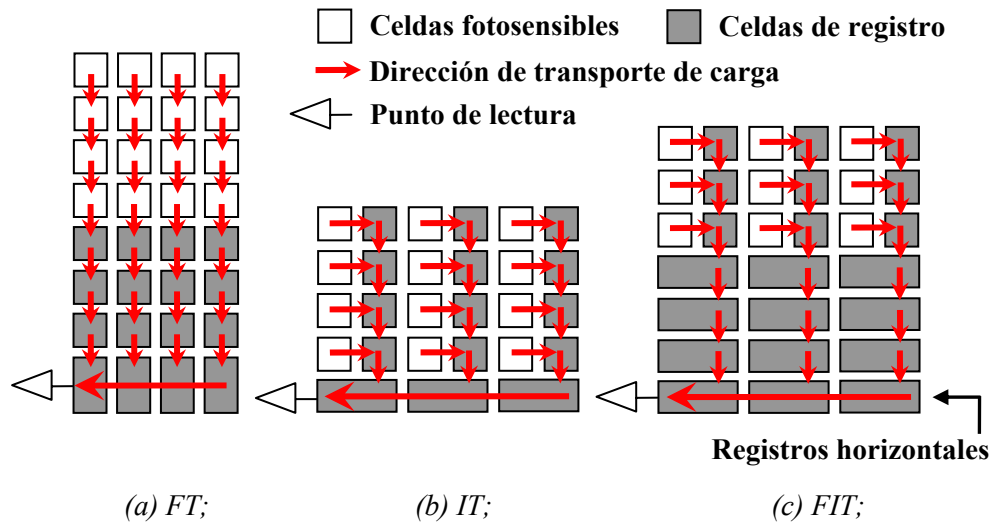 Celdas fotosensibles
Celdas de registro
Dirección de transporte de carga
Punto de lectura
Registros horizontales
(a) FT;
(b) IT;
(c) FIT;